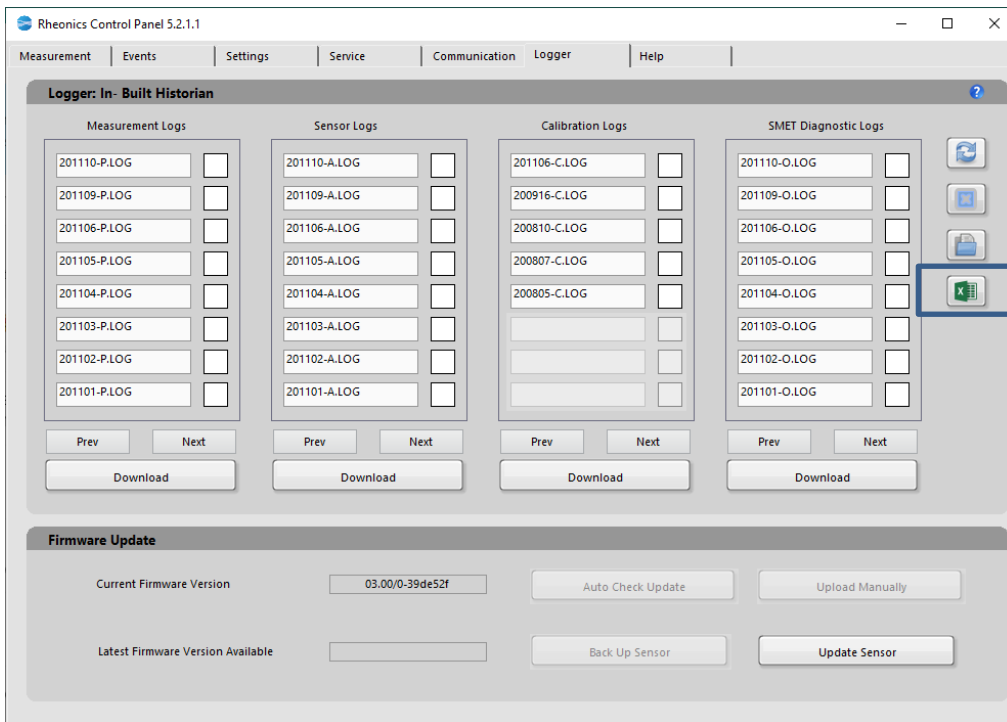 Rheonics Control Panel 5.2.1.1
Measurement Events Settings Service Communication Logger Help
Logger: In- Built Historian ?
Measurement Logs Sensor Logs Calibration Logs SMET Diagnostic Logs
201110-P.LOG 201110-A.LOG 201106-C.LOG 201110-O.LOG
201109-P.LOG 201109-A.LOG 200916-C.LOG 201109-O.LOG
201106-P.LOG 201106-A.LOG 200810-C.LOG 201106-O.LOG
201105-P.LOG 201105-A.LOG 200807-C.LOG 201105-O.LOG
201104-P.LOG 201104-A.LOG 200805-C.LOG 201104-O.LOG
201103-P.LOG 201103-A.LOG 201103-O.LOG
201102-P.LOG 201102-A.LOG 201102-O.LOG
201101-P.LOG 201101-A.LOG 201101-O.LOG
Prev Next Prev Next Prev Next Prev Next
Download Download Download Download
Firmware Update
Current Firmware Version 03.00/0-39de52f Auto Check Update Upload Manually
Latest Firmware Version Available Back Up Sensor Update Sensor